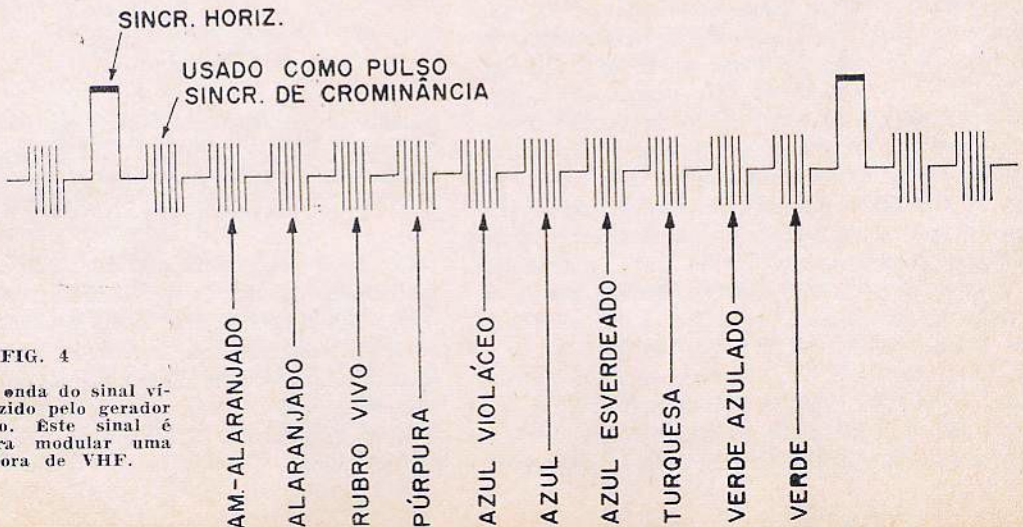 SINCR. HORIZ.
USADO COMO PULSO
SINCR. DE CROMINÂNCIA
AM.-ALARANJADO
ALARANJADO
RUBRO VIVO
PÚRPURA
AZUL VIOLÁCEO
AZUL
AZUL ESVERDEADO
TURQUESA
VERDE AZULADO
VERDE
FIG. 4
onda do sinal ví-
zido pelo gerador
o. Êste sinal é
ra modular uma
ora de VHF.